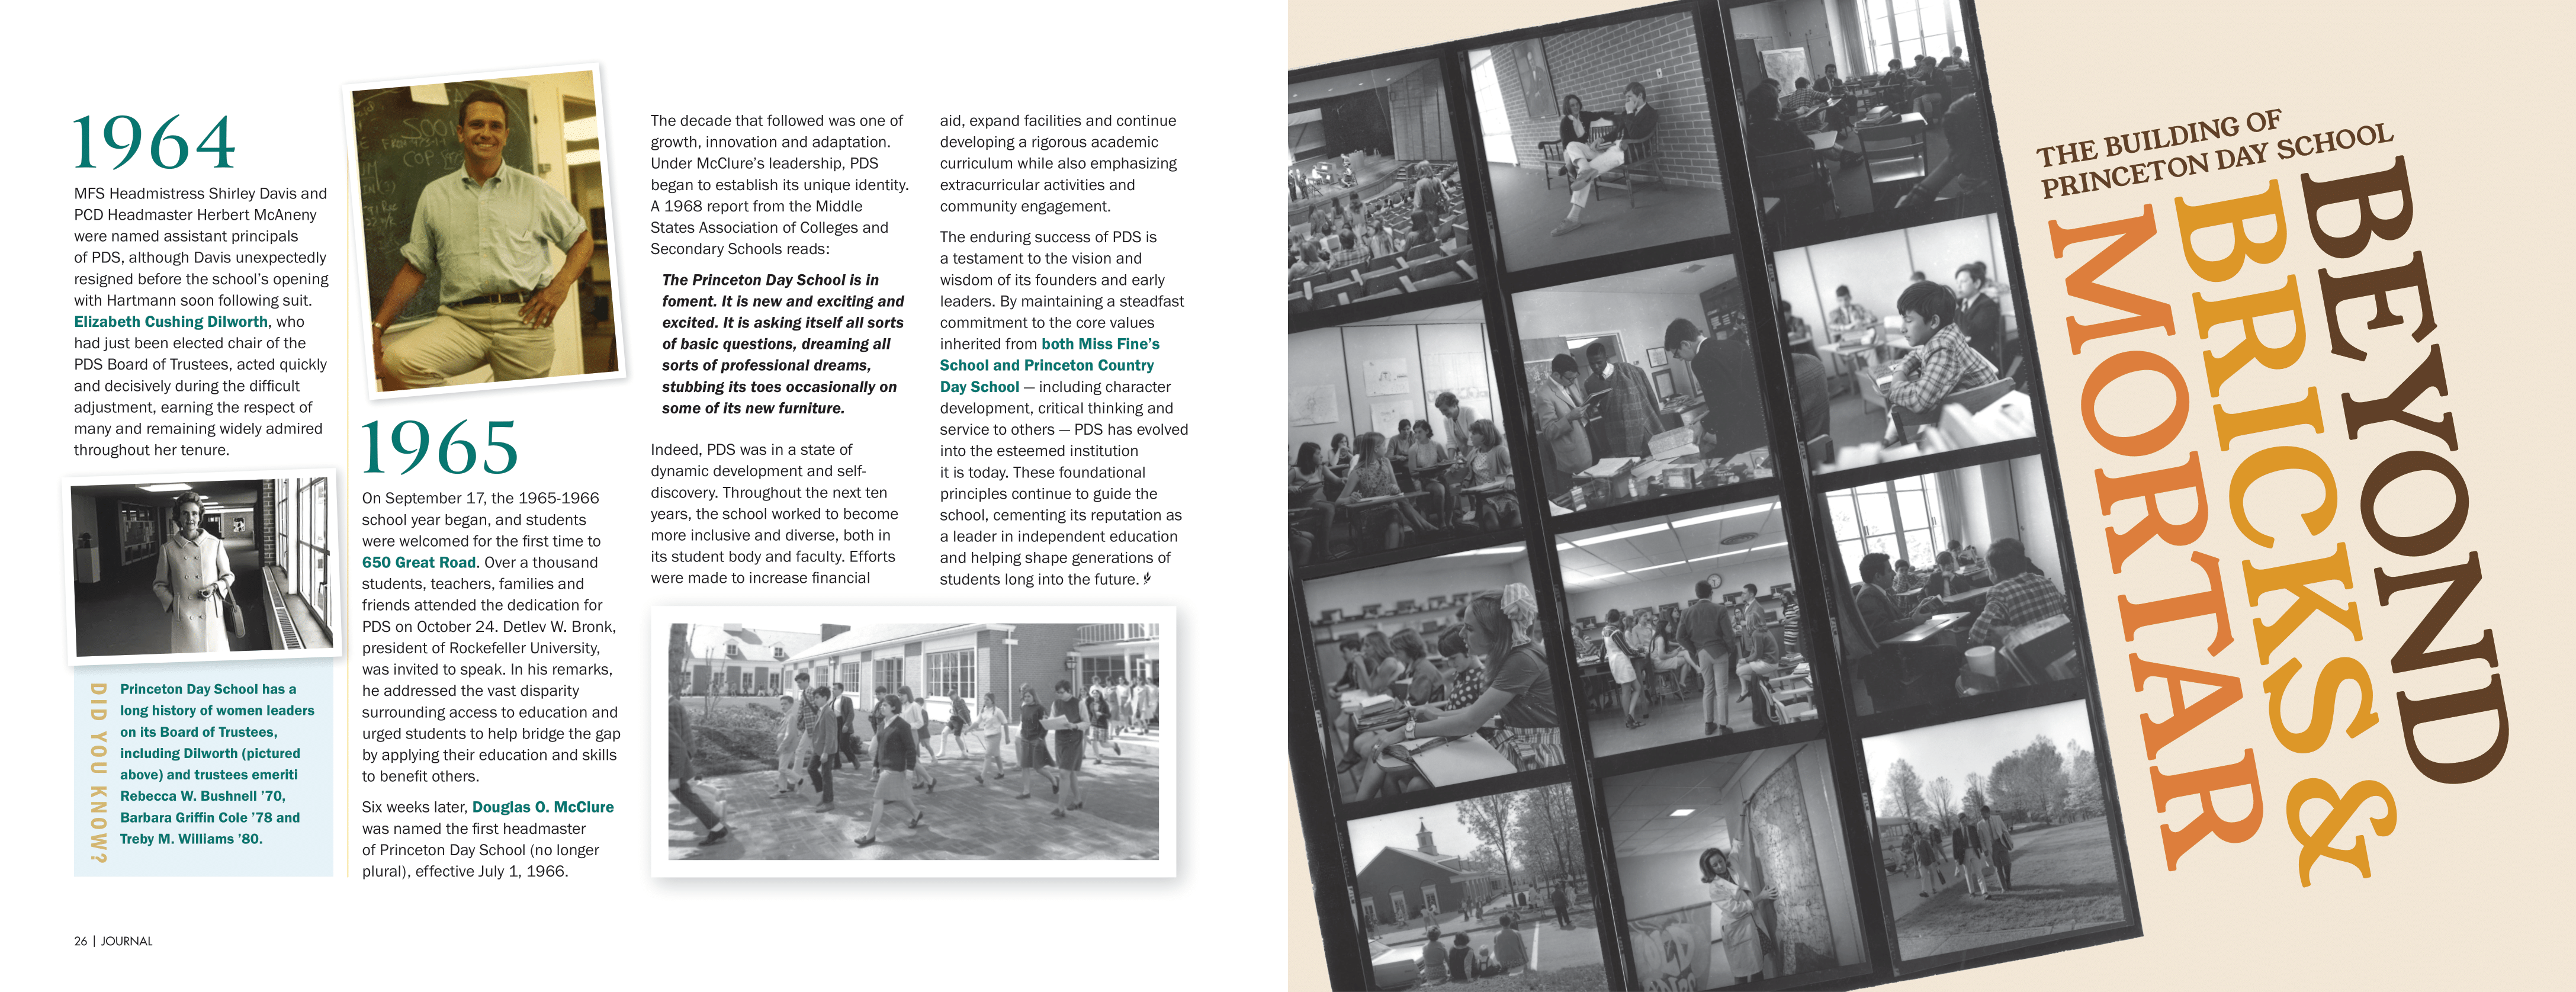 1964
MFS Headmistress Shirley Davis and
PCD Headmaster Herbert McAneny
were named assistant principals
of PDS, although Davis unexpectedly
resigned before the school’s opening
with Hartmann soon following suit.
Elizabeth Cushing Dilworth, who
had just been elected chair of the
PDS Board of Trustees, acted quickly
and decisively during the difficult
adjustment, earning the respect of
many and remaining widely admired
throughout her tenure.
DID YOU KNOW?
Princeton Day School has a
long history of women leaders
on its Board of Trustees,
including Dilworth (pictured
above) and trustees emeriti
Rebecca W. Bushnell ’70,
Barbara Griffin Cole ’78 and
Treby M. Williams ’80.
SOON
COP
1965
On September 17, the 1965-1966
school year began, and students
were welcomed for the first time to
650 Great Road. Over a thousand
students, teachers, families and
friends attended the dedication for
PDS on October 24. Detlev W. Bronk,
president of Rockefeller University,
was invited to speak. In his remarks,
he addressed the vast disparity
surrounding access to education and
urged students to help bridge the gap
by applying their education and skills
to benefit others.
Six weeks later, Douglas O. McClure
was named the first headmaster
of Princeton Day School (no longer
plural), effective July 1, 1966.
The decade that followed was one of
growth, innovation and adaptation.
Under McClure’s leadership, PDS
began to establish its unique identity.
A 1968 report from the Middle
States Association of Colleges and
Secondary Schools reads:
The Princeton Day School is in
foment. It is new and exciting and
excited. It is asking itself all sorts
of basic questions, dreaming all
sorts of professional dreams,
stubbing its toes occasionally on
some of its new furniture.
Indeed, PDS was in a state of
dynamic development and self-
discovery. Throughout the next ten
years, the school worked to become
more inclusive and diverse, both in
its student body and faculty. Efforts
were made to increase financial
aid, expand facilities and continue
developing a rigorous academic
curriculum while also emphasizing
extracurricular activities and
community engagement.
The enduring success of PDS is
a testament to the vision and
wisdom of its founders and early
leaders. By maintaining a steadfast
commitment to the core values
inherited from both Miss Fine’s
School and Princeton Country
Day School — including character
development, critical thinking and
service to others — PDS has evolved
into the esteemed institution
it is today. These foundational
principles continue to guide the
school, cementing its reputation as
a leader in independent education
and helping shape generations of
students long into the future.
26 | JOURNAL
THE BUILDING OF
PRINCETON DAY SCHOOL
BEYOND
BRICKS &
MORTAR